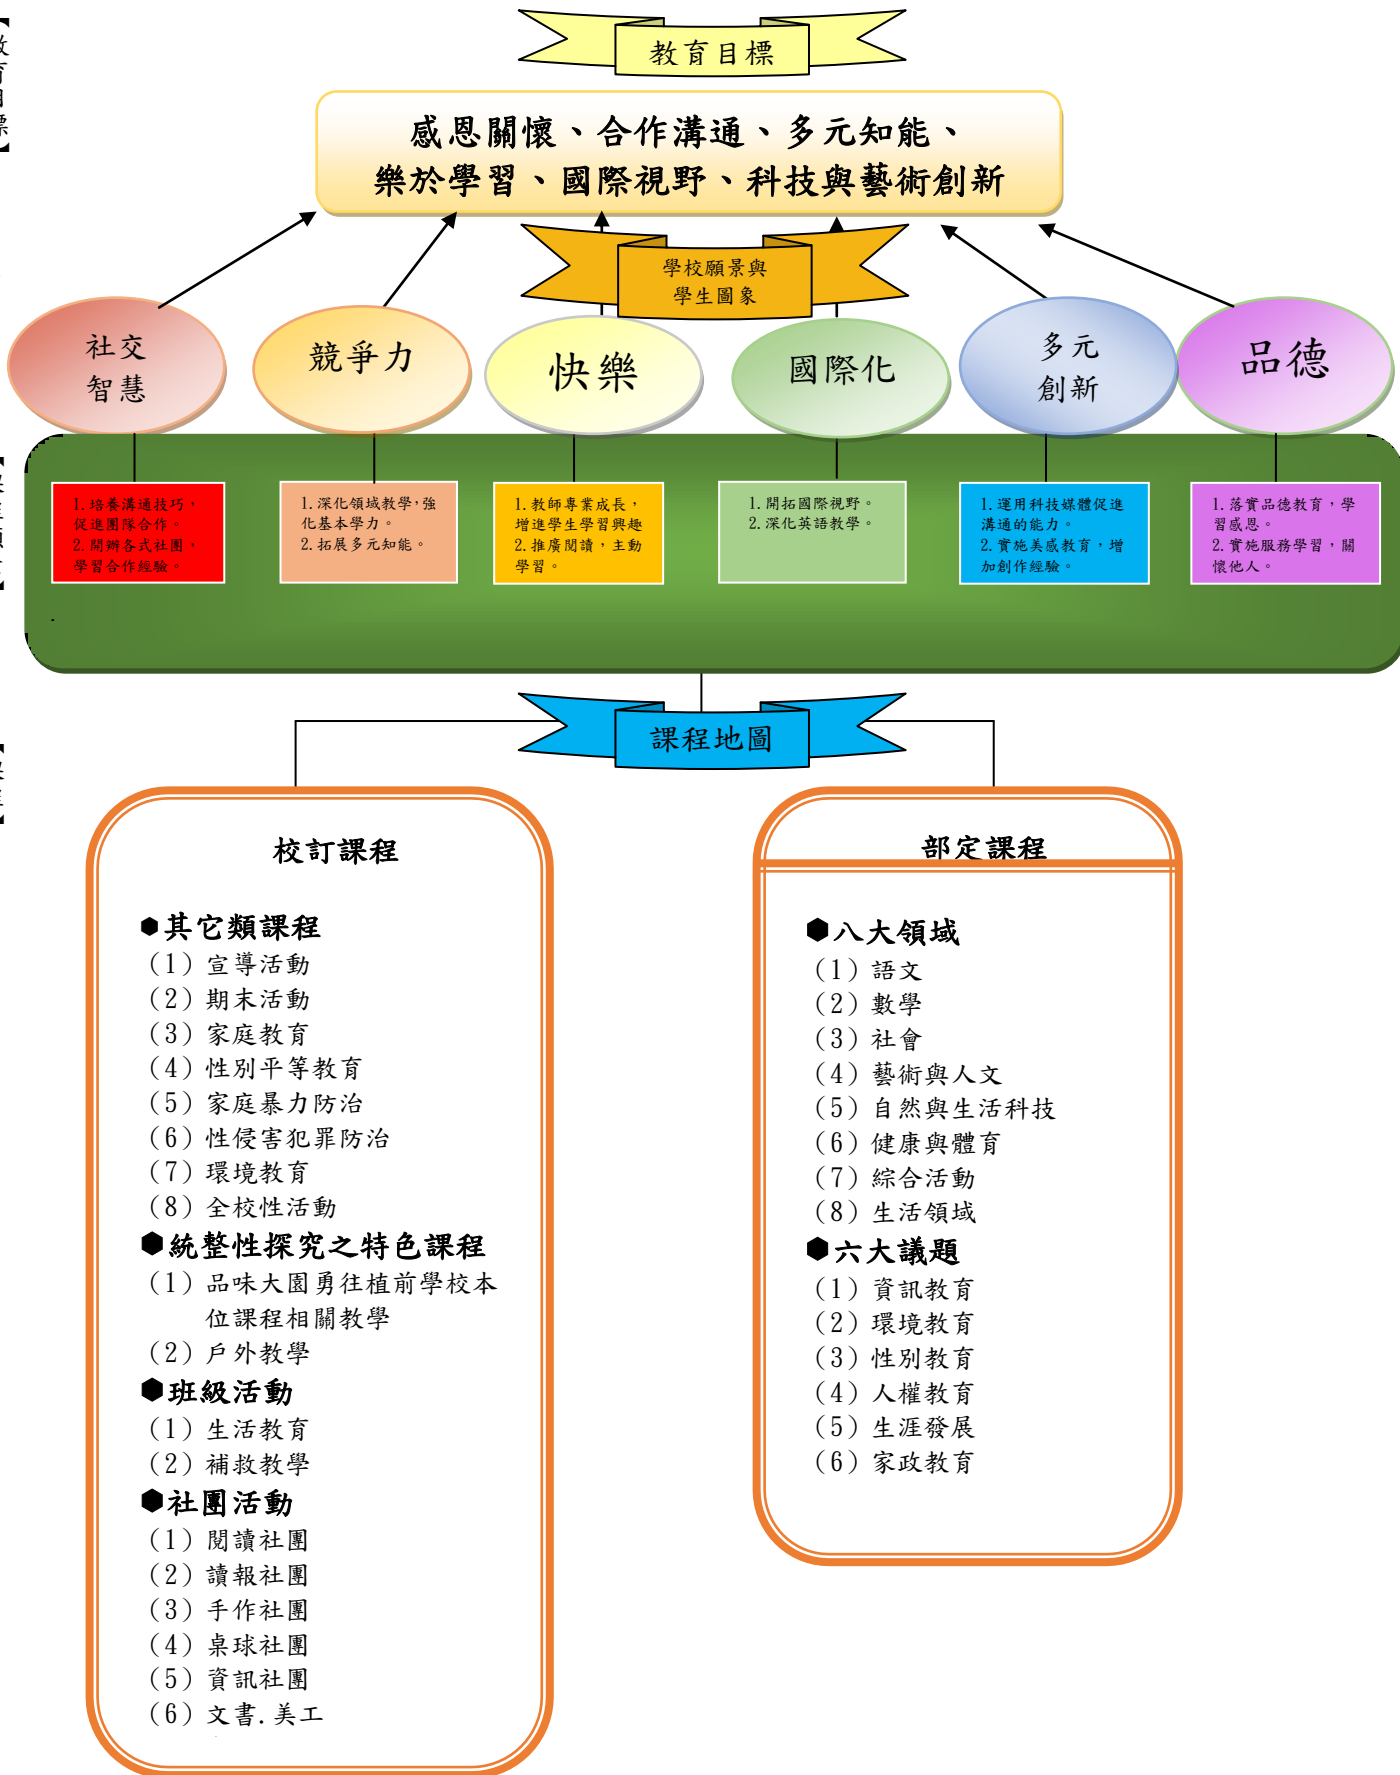 教育目標
感恩關懷、合作溝通、多元知能、
樂於學習、國際視野、科技與藝術創新
學校願景與
學生圖象
社交
智慧
競爭力
快樂
國際化
多元
創新
品德
1.培養溝通技巧，
促進團隊合作。
2.開辦各式社團，
學習合作經驗。
1.深化領域教學，強
化基本學力。
2.拓展多元知能。
1.教師專業成長，
增進學生學習興趣
2.推廣閱讀，主動
學習。
1.開拓國際視野。
2.深化英語教學。
1.運用科技媒體促進
溝通的能力。
2.實施美感教育，增
加創作經驗。
1.落實品德教育，學
習感恩。
2.實施服務學習，關
懷他人。
.
課程地圖
校訂課程
●其它類課程
（1）宣導活動
（2）期末活動
（3）家庭教育
（4）性別平等教育
（5）家庭暴力防治
（6）性侵害犯罪防治
（7）環境教育
（8）全校性活動
●統整性探究之特色課程
（1）品味大園勇往植前學校本
位課程相關教學
（2）戶外教學
●班級活動
（1）生活教育
（2）補救教學
●社團活動
（1）閱讀社團
（2）讀報社團
（3）手作社團
（4）桌球社團
（5）資訊社團
（6）文書.美工
部定課程
●八大領域
（1）語文
（2）數學
（3）社會
（4）藝術與人文
（5）自然與生活科技
（6）健康與體育
（7）綜合活動
（8）生活領域
●六大議題
（1）資訊教育
（2）環境教育
（3）性別教育
（4）人權教育
（5）生涯發展
（6）家政教育